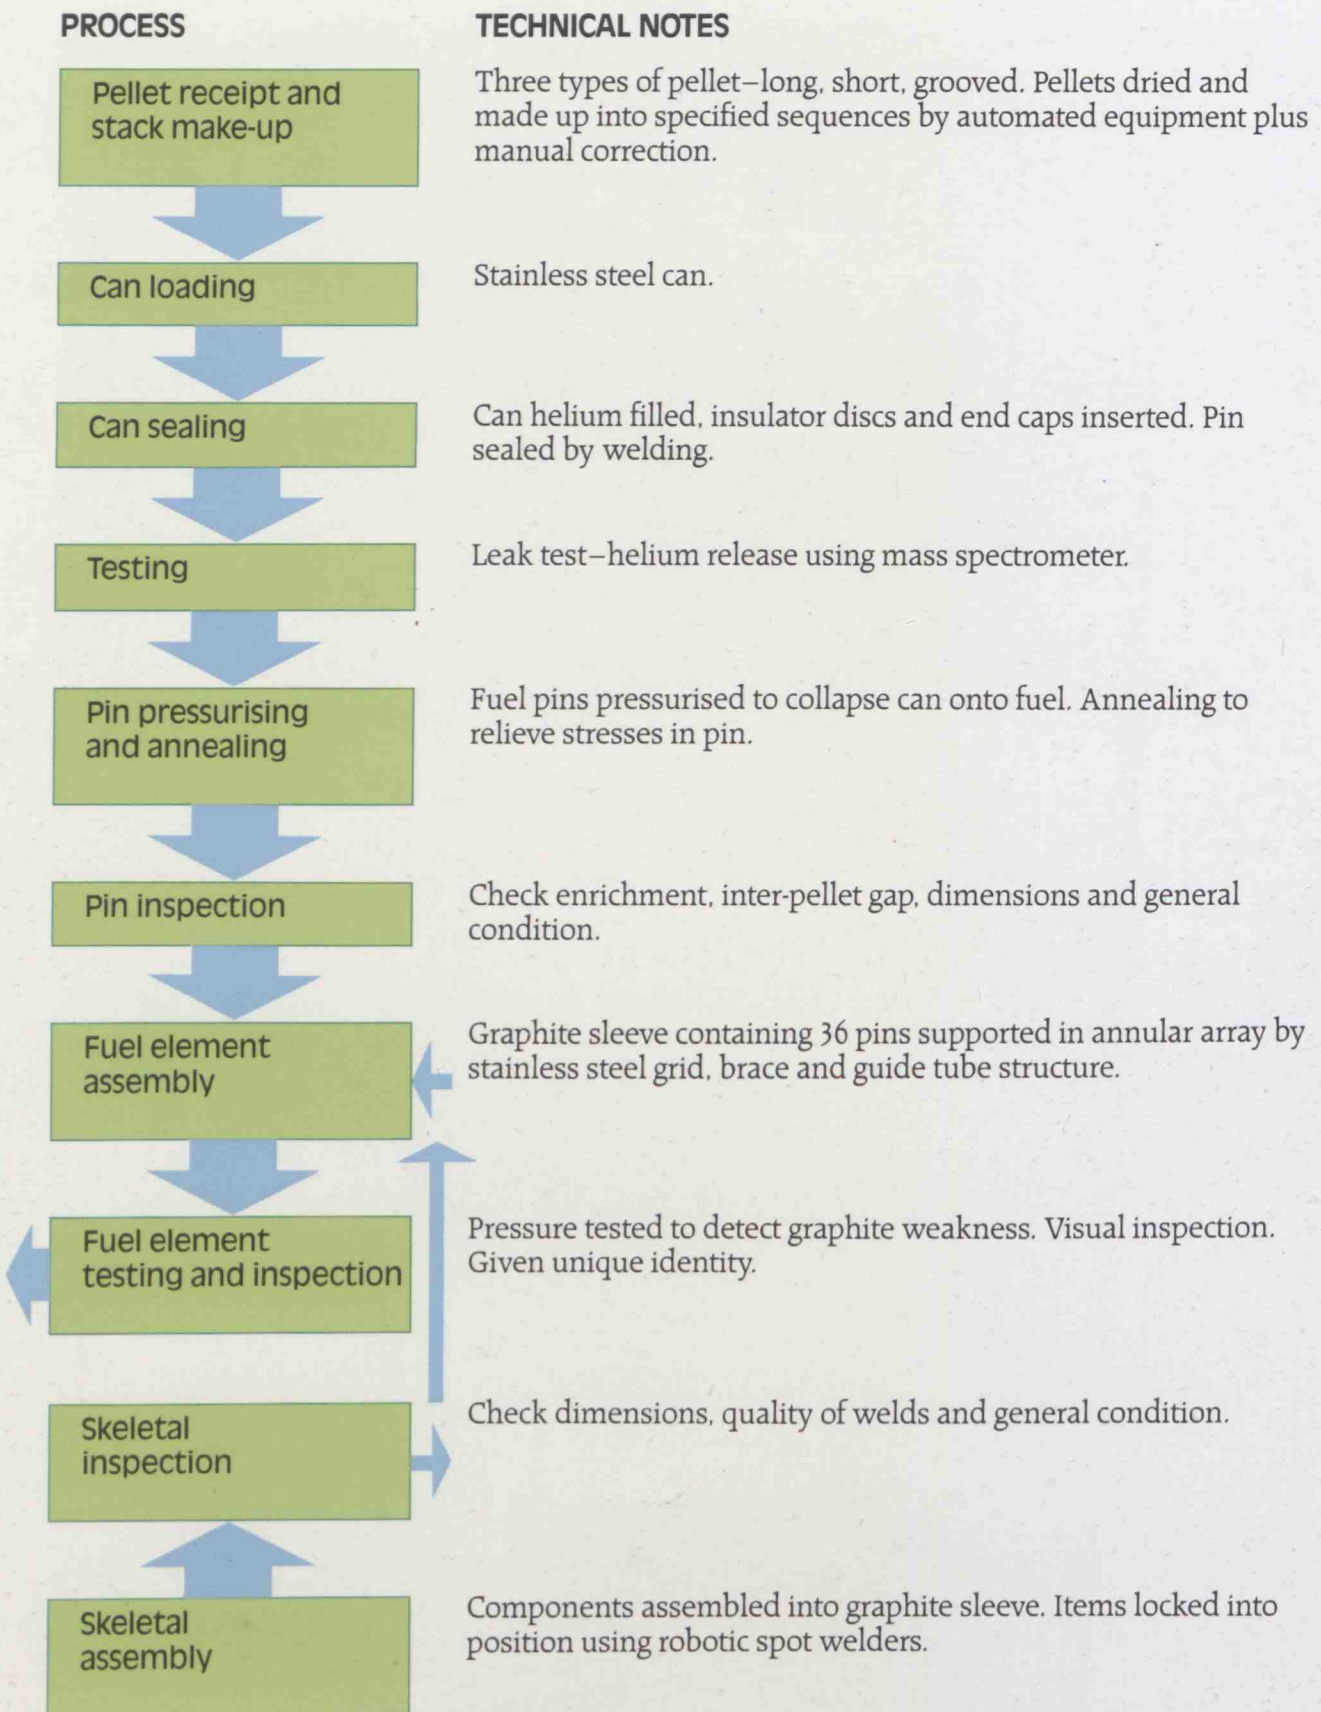 PROCESS
TECHNICAL NOTES
Pellet receipt and
stack make-up
Three types of pellet–long, short, grooved. Pellets dried and
made up into specified sequences by automated equipment plus
manual correction.
Can loading
Stainless steel can.
Can sealing
Can helium filled, insulator discs and end caps inserted. Pin
sealed by welding.
Testing
Leak test–helium release using mass spectrometer.
Pin pressurising
and annealing
Fuel pins pressurised to collapse can onto fuel. Annealing to
relieve stresses in pin.
Pin inspection
Check enrichment, inter-pellet gap, dimensions and general
condition.
Fuel element
assembly
Graphite sleeve containing 36 pins supported in annular array by
stainless steel grid, brace and guide tube structure.
Fuel element
testing and inspection
Pressure tested to detect graphite weakness. Visual inspection.
Given unique identity.
Skeletal
inspection
Check dimensions, quality of welds and general condition.
Skeletal
assembly
Components assembled into graphite sleeve. Items locked into
position using robotic spot welders.